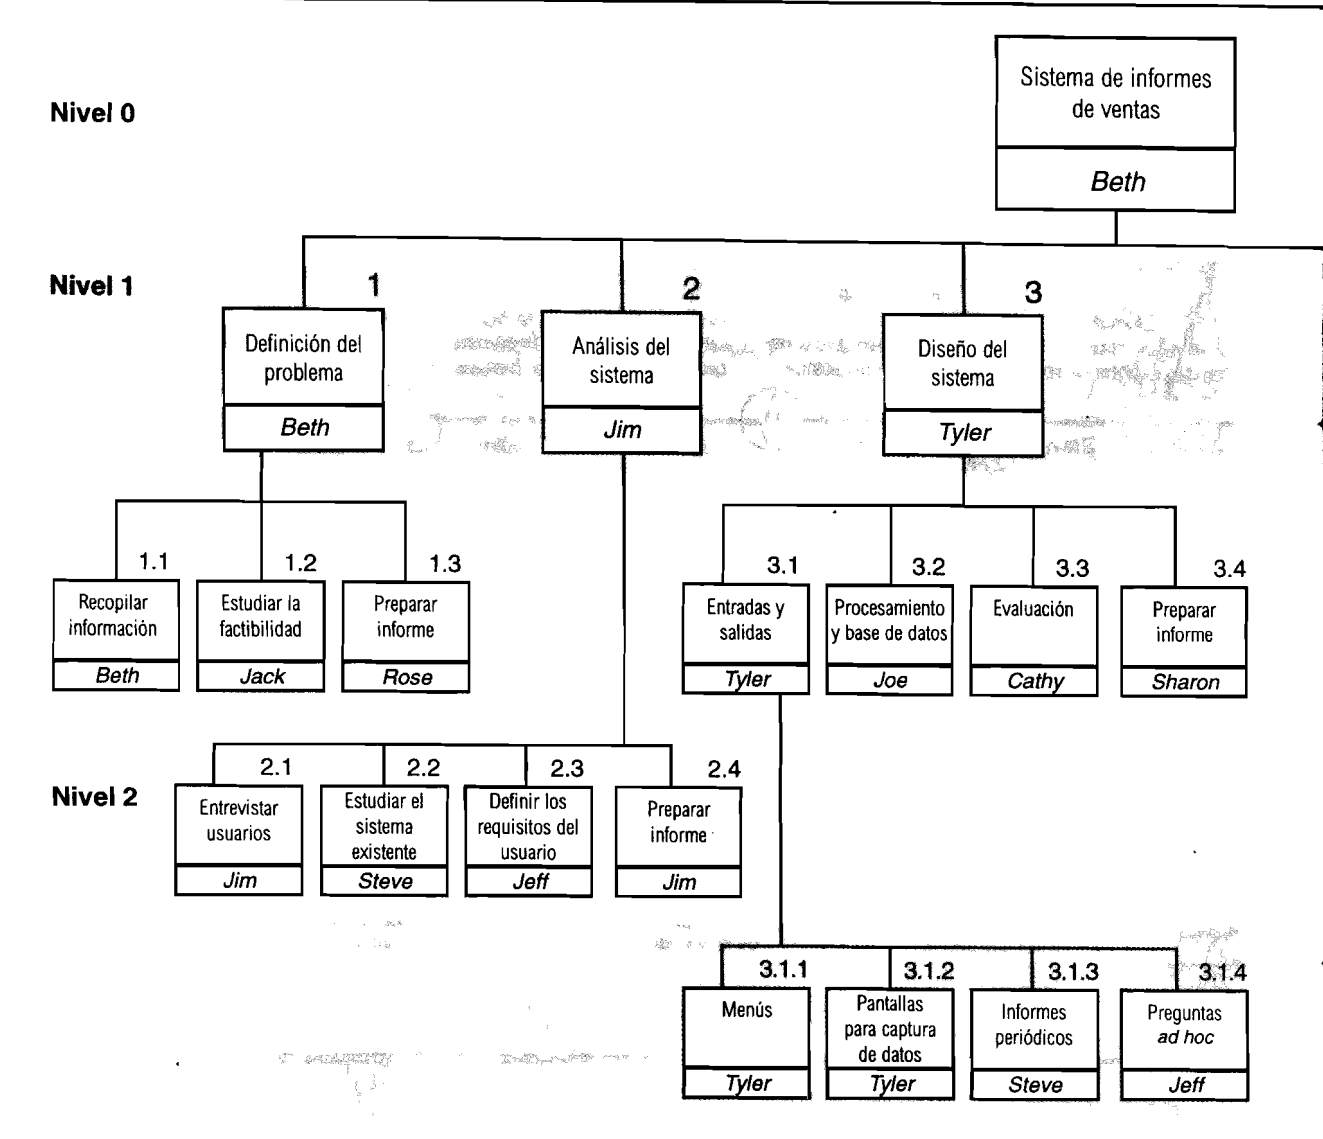 Sistema de informes
de ventas
Beth
Nivel 0
Nivel 1
1
Definición del
problema
Beth
2
Análisis del
sistema
Jim
3
Diseño del
sistema
Tyler
1.1
Recopilar
información
Beth
1.2
Estudiar la
factibilidad
Jack
1.3
Preparar
informe
Rose
3.1
Entradas y
salidas
Tyler
3.2
Procesamiento
y base de datos
Joe
3.3
Evaluación
Cathy
3.4
Preparar
informe
Sharon
Nivel 2
2.1
Entrevistar
usuarios
Jim
2.2
Estudiar el
sistema
existente
Steve
2.3
Definir los
requisitos del
usuario
Jeff
2.4
Preparar
informe
Jim
3.1.1
Menús
Tyler
3.1.2
Pantallas
para captura
de datos
Tyler
3.1.3
Informes
periódicos
Steve
3.1.4
Preguntas
ad hoc
Jeff